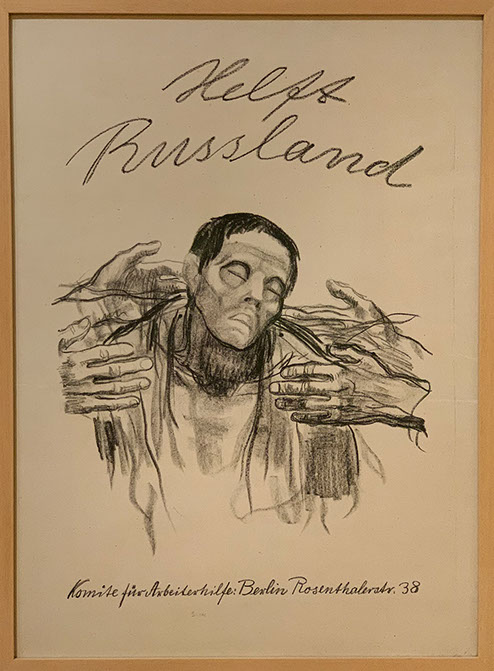 Helft
Russland
Komite für Arbeiterhilfe: Berlin Rosenthalerstr. 38